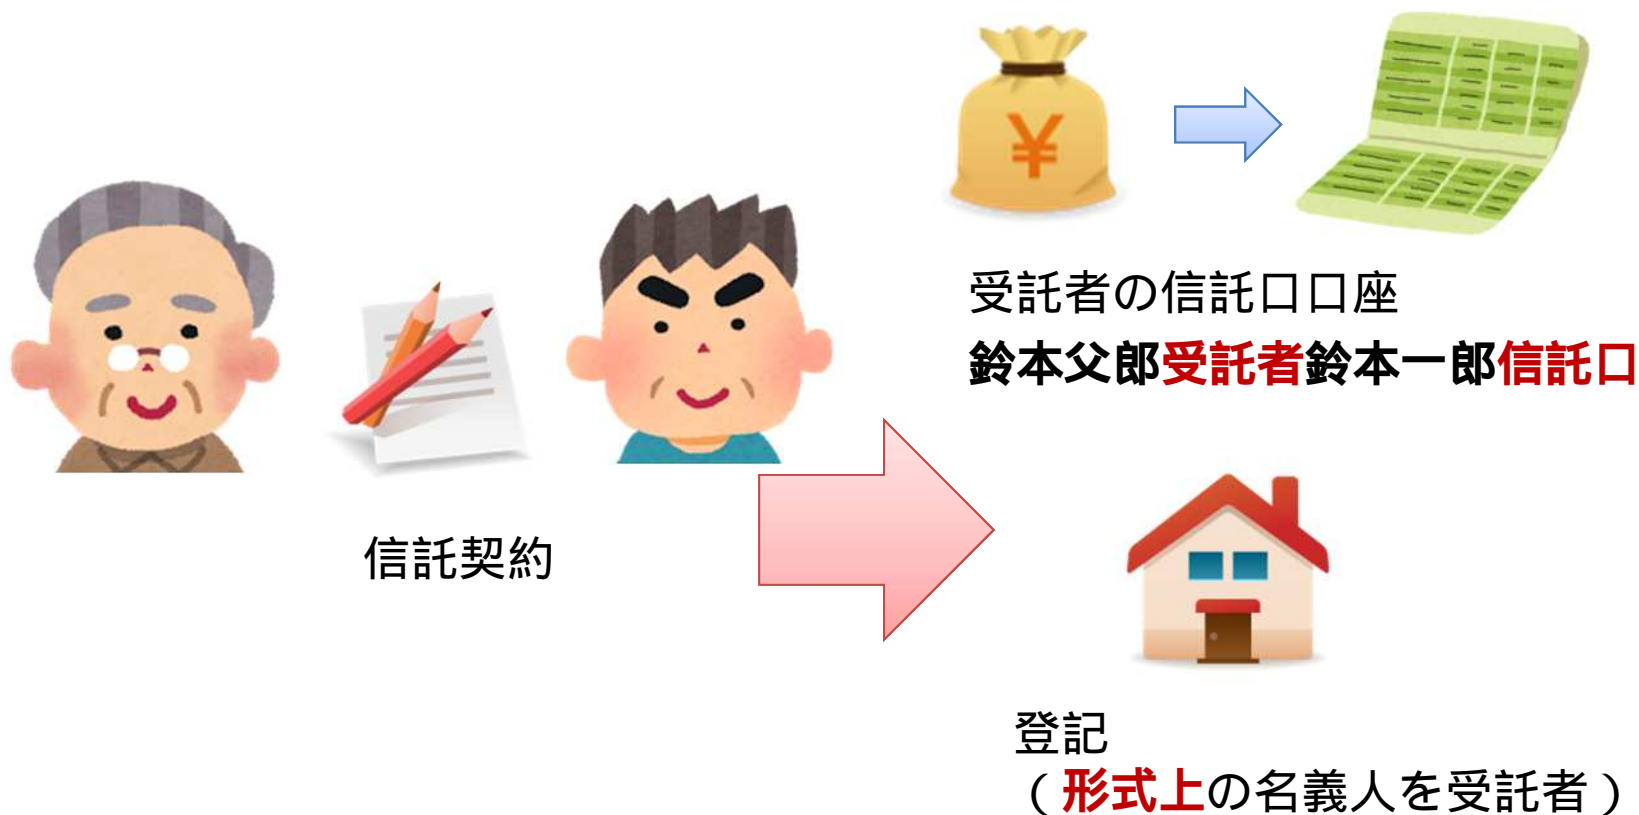 ¥
受託者の信託口口座
鈴本父郎受託者鈴本一郎信託口
信託契約
登記
（形式上の名義人を受託者）